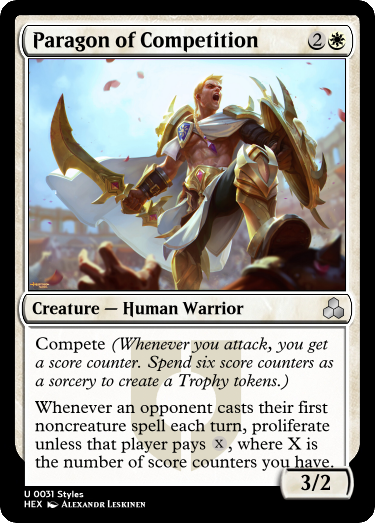 Paragon of Competition 2
Creature — Human Warrior
Compete (Whenever you attack, you get
a score counter. Spend six score counters as
a sorcery to create a Trophy tokens.)
Whenever an opponent casts their first
noncreature spell each turn, proliferate
unless that player pays X, where X is
the number of score counters you have.
3/2
U 0031 Styles
HEX Alexandr Leskinen